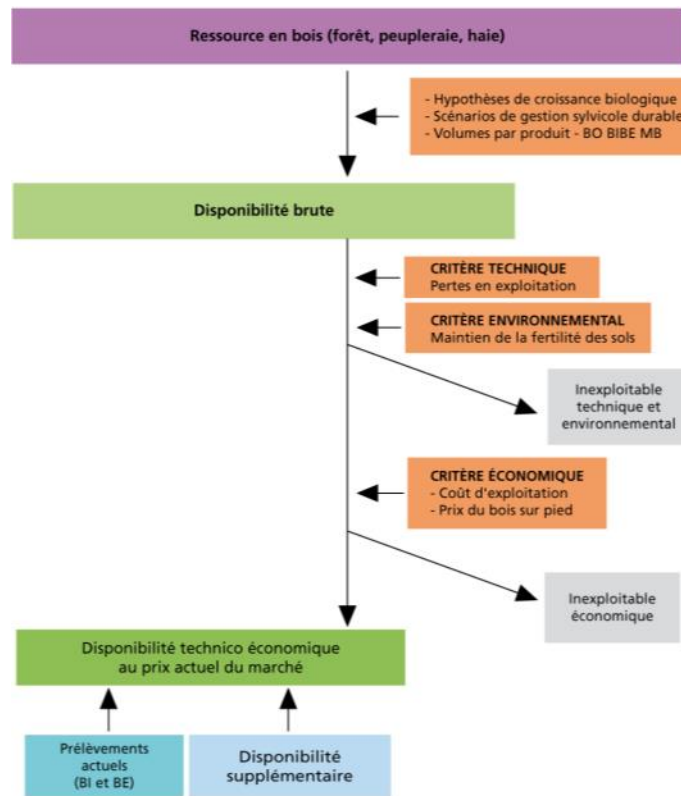 Ressource en bois (forêt, peupleraie, haie)
- Hypothèses de croissance biologique
- Scénarios de gestion sylvicole durable
- Volumes par produit - BO BIBE MB
Disponibilité brute
CRITÈRE TECHNIQUE
Pertes en exploitation
CRITÈRE ENVIRONNEMENTAL
Maintien de la fertilité des sols
Inexploitable
technique et
environnemental
CRITÈRE ÉCONOMIQUE
- Coût d'exploitation
- Prix du bois sur pied
Inexploitable
économique
Disponibilité technico économique
au prix actuel du marché
Prélèvements
actuels
(BI et BE)
Disponibilité
supplémentaire